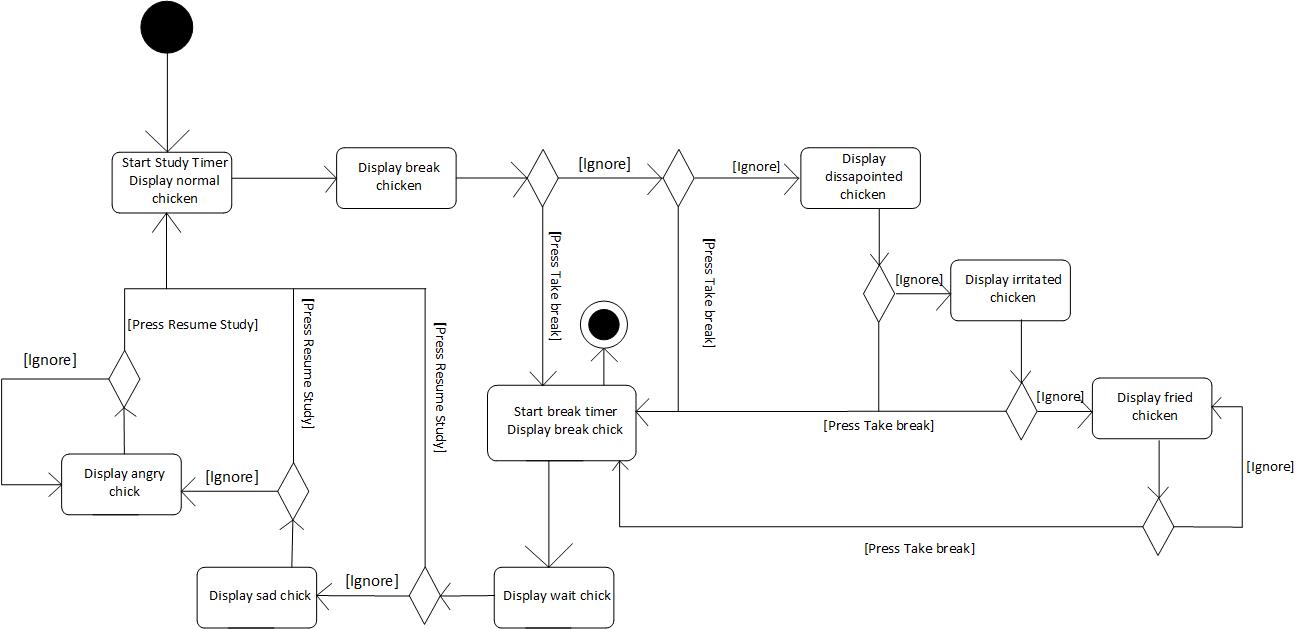 Start Study Timer
Display normal
chicken
Display break
chicken
[Ignore]
[Ignore]
Display
dissapointed
chicken
[Press Take break]
[Press Take break]
[Ignore]
Display irritated
chicken
[Press Resume Study]
[Press Resume Study]
[Press Resume Study]
[Ignore]
Start break timer
Display break chick
[Press Take break]
[Ignore]
Display fried
chicken
[Ignore]
Display angry
chick
[Ignore]
[Press Take break]
Display sad chick
[Ignore]
Display wait chick